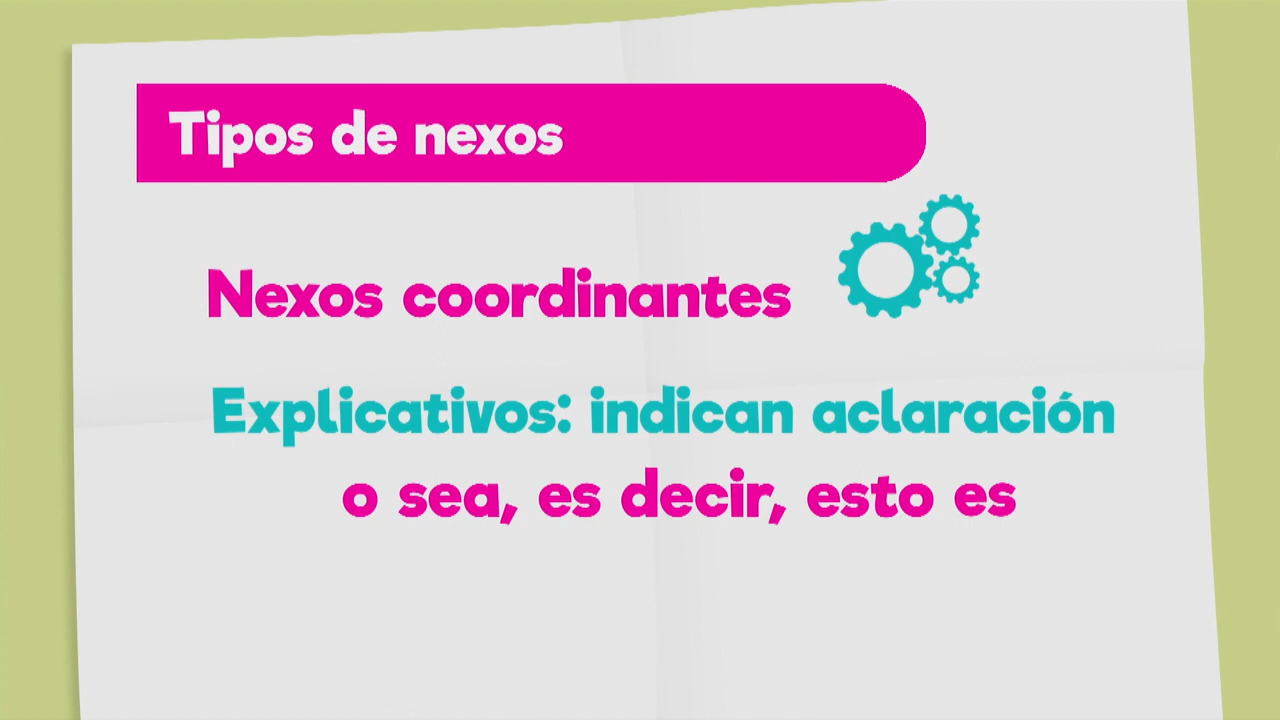 Tipos de nexos
Nexos coordinantes
Explicativos: indican aclaración
o sea, es decir, esto es